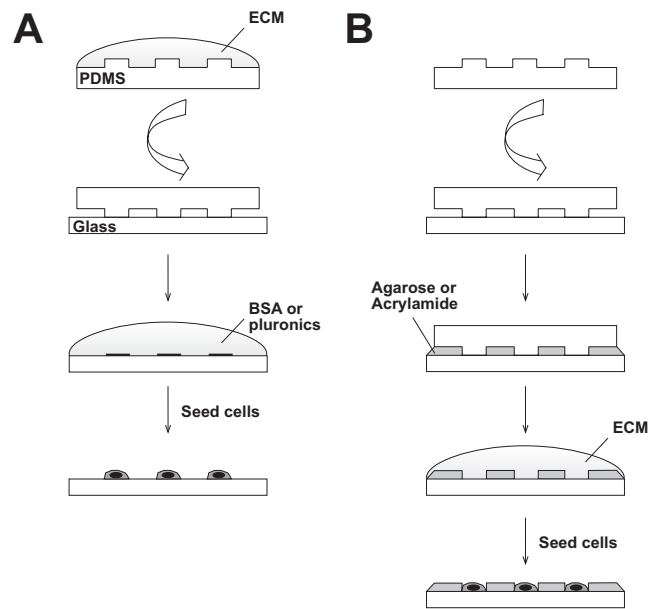 A
ECM
PDMS
Glass
BSA or
pluronics
Seed cells
B
Agarose or
Acrylamide
ECM
Seed cells